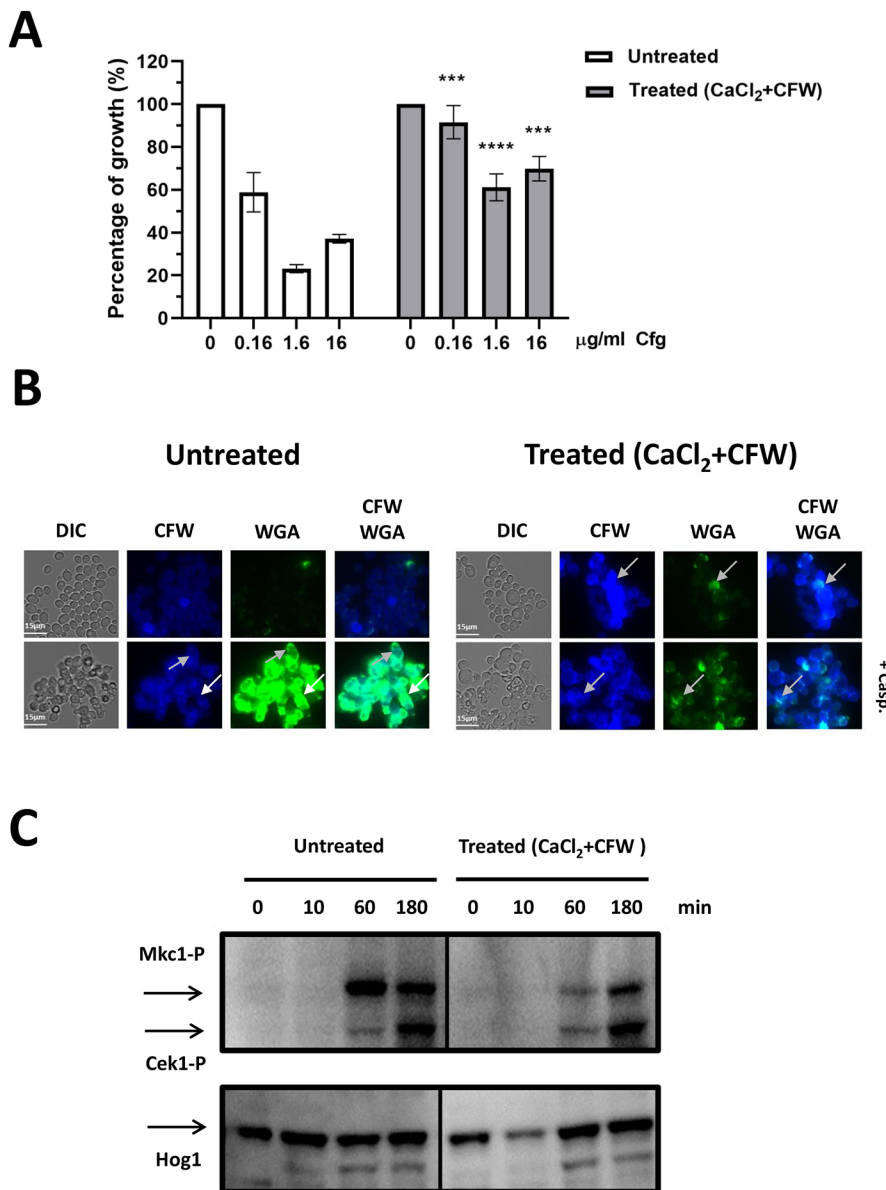 A
Untreated
Treated (CaCl₂+CFW)
Percentage of growth (%)
120
100
80
60
40
20
0
***
****
***
0 0.16 1.6 16 0 0.16 1.6 16 μg/ml Cfg
B
Untreated Treated (CaCl₂+CFW)
DIC CFW WGA CFW WGA DIC CFW WGA CFW WGA
15μm 15μm
15μm 15μm
+ Casp.
C
Untreated Treated (CaCl₂+CFW )
0 10 60 180 0 10 60 180 min
Mkc1-P
Cek1-P
Hog1